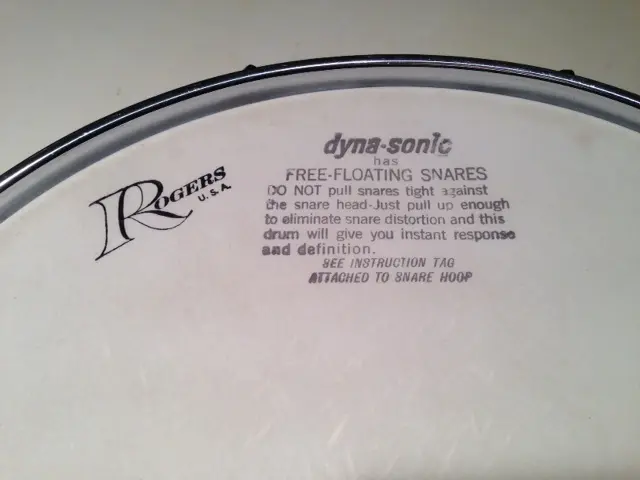 ROGERS
U.S.A.
dyna-sonic
has
FREE-FLOATING SNARES
DO NOT pull snares tight against
the snare head-Just pull up enough
to eliminate snare distortion and this
drum will give you instant response
and definition.
SEE INSTRUCTION TAG
ATTACHED TO SNARE HOOP